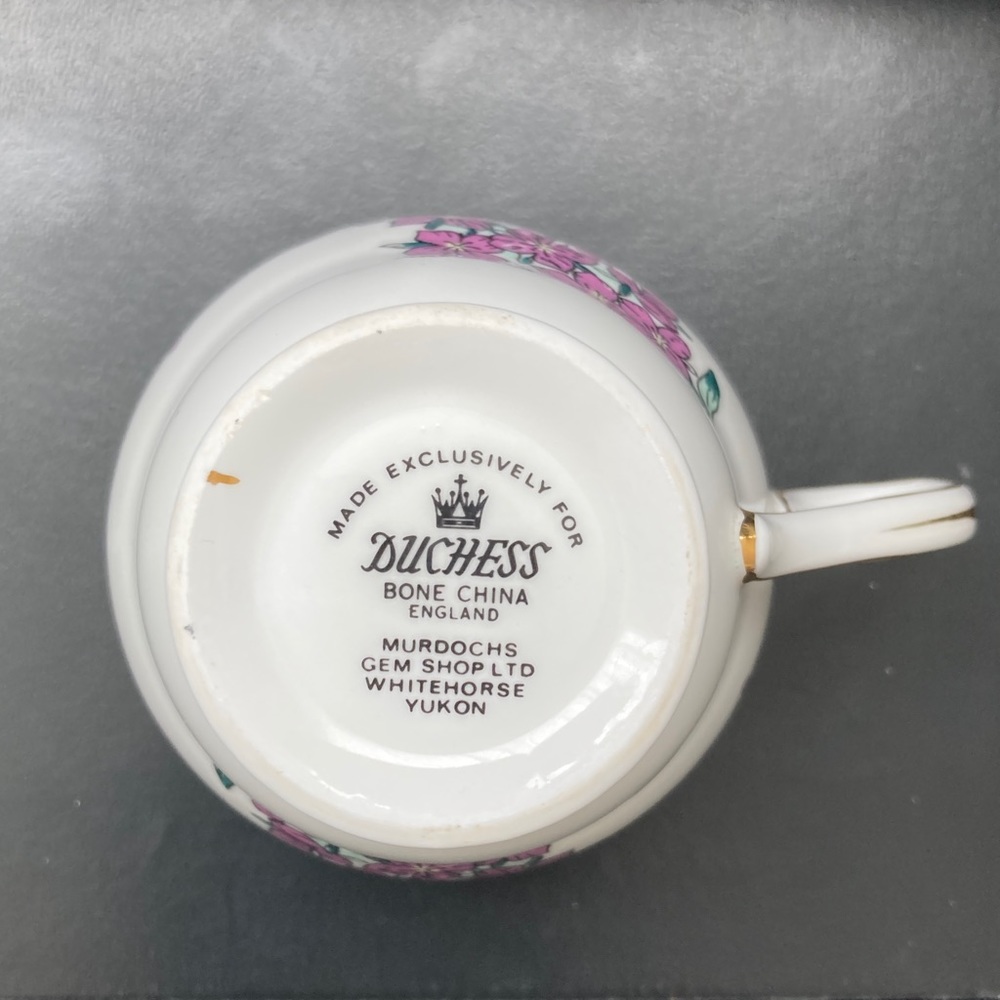 MADE EXCLUSIVELY FOR
DUCHESS
BONE CHINA
ENGLAND
MURDOCHS
GEM SHOP LTD
WHITEHORSE
YUKON